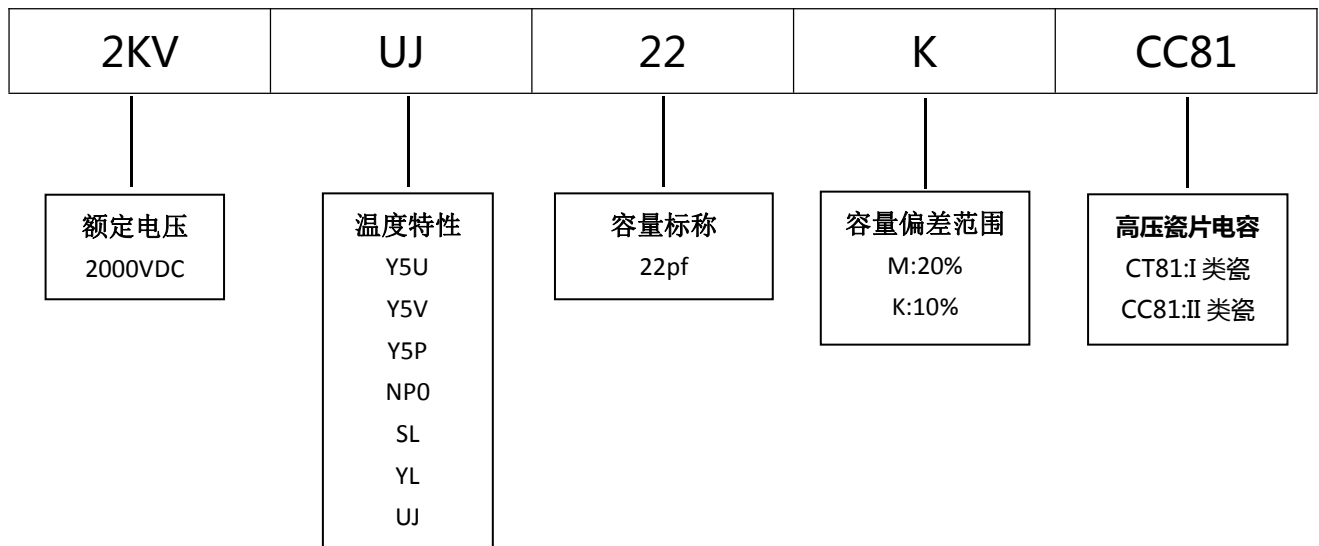 2KV UJ 22 K CC81
额定电压
2000VDC
温度特性
Y5U
Y5V
Y5P
NP0
SL
YL
UJ
容量标称
22pf
容量偏差范围
M:20%
K:10%
高压瓷片电容
CT81:I 类瓷
CC81:II 类瓷